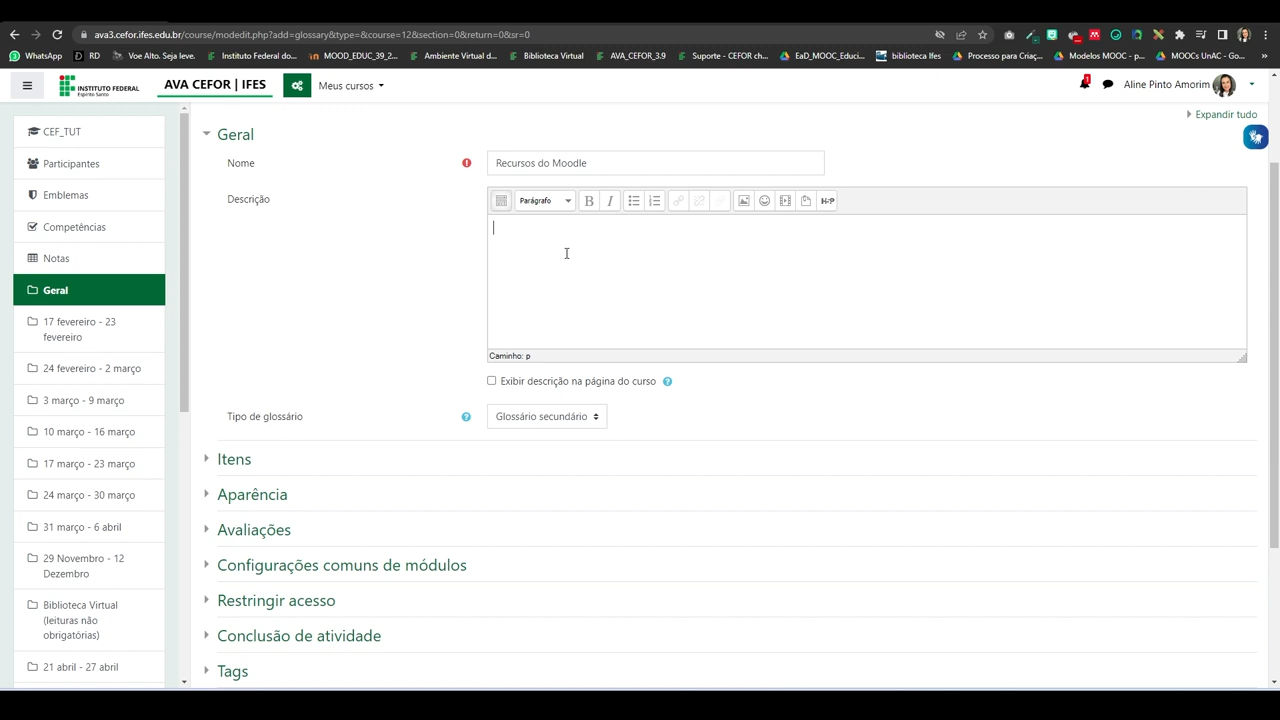 ava3.cefor.ifes.edu.br/course/modedit.php?add=glossary&type=&course=12&section=0&return=0&sr=0
WhatsApp
RD
Voe Alto. Seja leve.
Instituto Federal...
MOOD_EDUC_39_2...
Ambiente Virtual d...
Biblioteca Virtual
AVA_CEFOR_3.9
Suporte - CEFOR ch...
EaD_MOOC_Educi...
biblioteca Ifes
Processo para Criaç...
Modelos MOOC - p...
MOOCs UnAC - Go...
INSTITUTO FEDERAL
Espírito Santo
AVA CEFOR | IFES
Meus cursos
1
Aline Pinto Amorim
Expandir tudo
CEF_TUT
Participantes
Emblemas
Competências
Notas
Geral
17 fevereiro - 23
fevereiro
24 fevereiro - 2 março
3 março - 9 março
10 março - 16 março
17 março - 23 março
24 março - 30 março
31 março - 6 abril
29 Novembro - 12
Dezembro
Biblioteca Virtual
(leituras não
obrigatórias)
21 abril - 27 abril
Geral
Nome
Recursos do Moodle
Descrição
Parágrafo
B
I
H-P
Caminho: p
Exibir descrição na página do curso
Tipo de glossário
Glossário secundário
Itens
Aparência
Avaliações
Configurações comuns de módulos
Restringir acesso
Conclusão de atividade
Tags